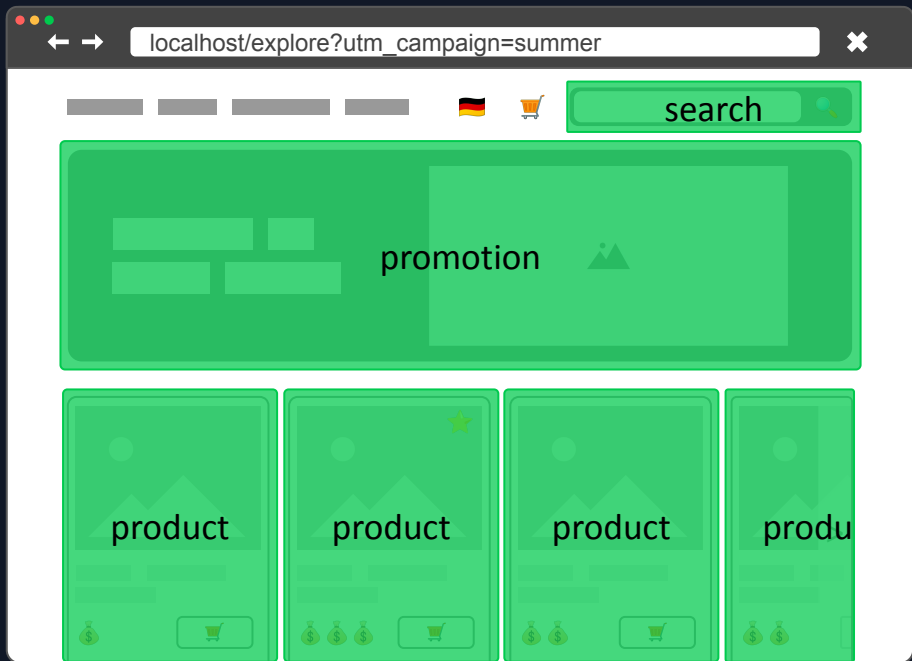 localhost/explore?utm_campaign=summer
search
promotion
product
product
product
produ